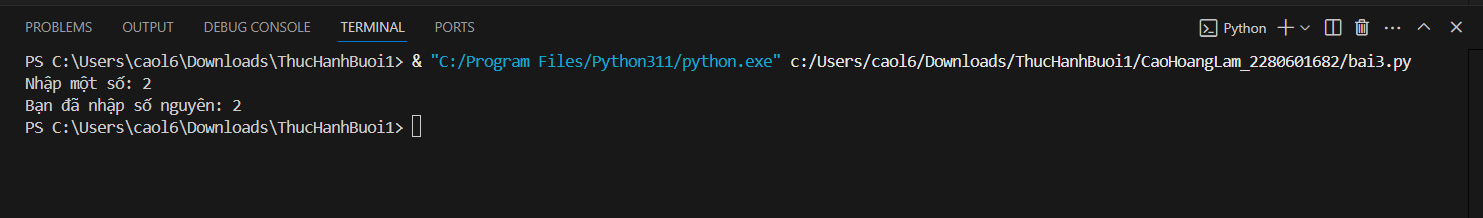 PROBLEMS OUTPUT DEBUG CONSOLE TERMINAL PORTS Python
PS C:\Users\caol6\Downloads\ThucHanhBuoi1> & "C:/Program Files/Python311/python.exe" c:/Users/caol6/Downloads/ThucHanhBuoi1/CaoHoangLam_2280601682/bai3.py
Nhập một số: 2
Bạn đã nhập số nguyên: 2
PS C:\Users\caol6\Downloads\ThucHanhBuoi1>